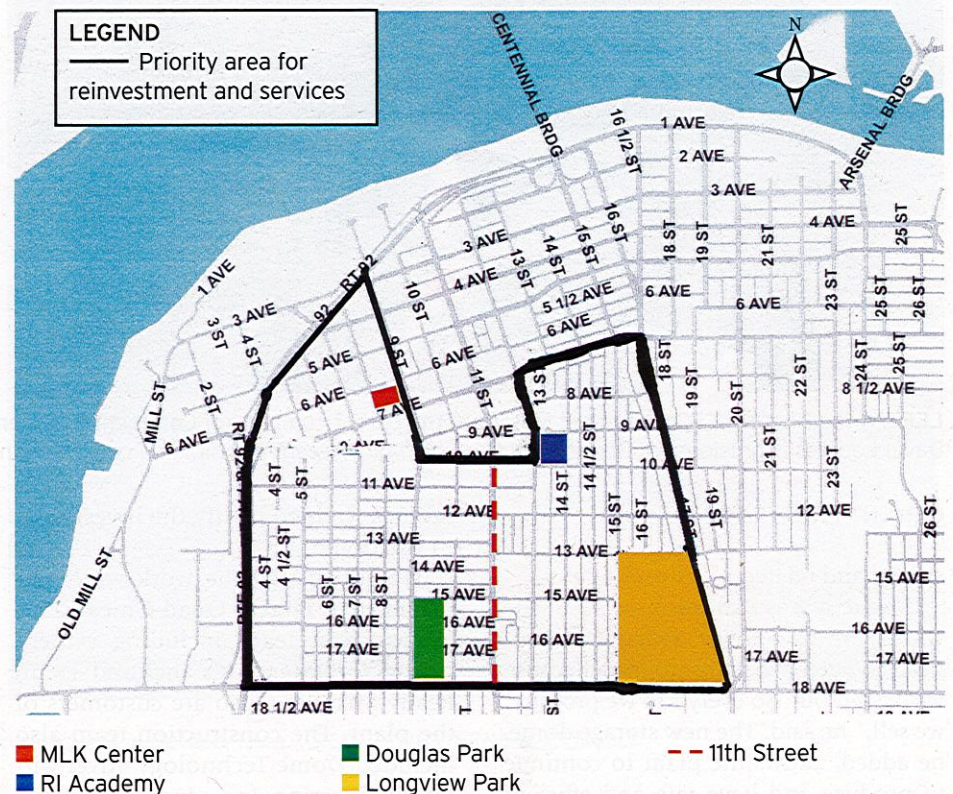 LEGEND
Priority area for
reinvestment and services
N
CENTENNIAL BRDG
ARSENAL BRDG
16 1/2 ST
1 AVE
2 AVE
3 AVE
4 AVE
25 ST
16 ST
15 ST
14 ST
13 ST
18 ST
19 ST
21 ST
3 AVE
4 AVE
5 1/2 AVE
6 AVE
6 AVE
6 AVE
23 ST
25 ST
26 ST
1 AVE
RT 92
92
10 ST
3 AVE
3 ST
4 ST
5 AVE
9 ST
6 AVE
11 ST
6 AVE
7 AVE
2 ST
MILL ST
6 AVE
13 ST
8 AVE
18 ST
19 ST
20 ST
22 ST
24 ST
25 ST
8 1/2 AVE
9 AVE
9 AVE
10 AVE
10 AVE
14 1/2 ST
14 ST
21 ST
23 ST
4 ST
5 ST
11 AVE
12 AVE
15 ST
16 ST
17 ST
19 ST
12 AVE
26 ST
13 AVE
13 AVE
4 ST
4 1/2 ST
14 AVE
6 ST
7 ST
8 ST
15 AVE
15 AVE
15 AVE
OLD MILL ST
16 AVE
16 AVE
16 AVE
16 AVE
17 AVE
17 AVE
17 AVE
17 AVE
18 AVE
18 1/2 AVE
ST
MLK Center
RI Academy
Douglas Park
Longview Park
11th Street